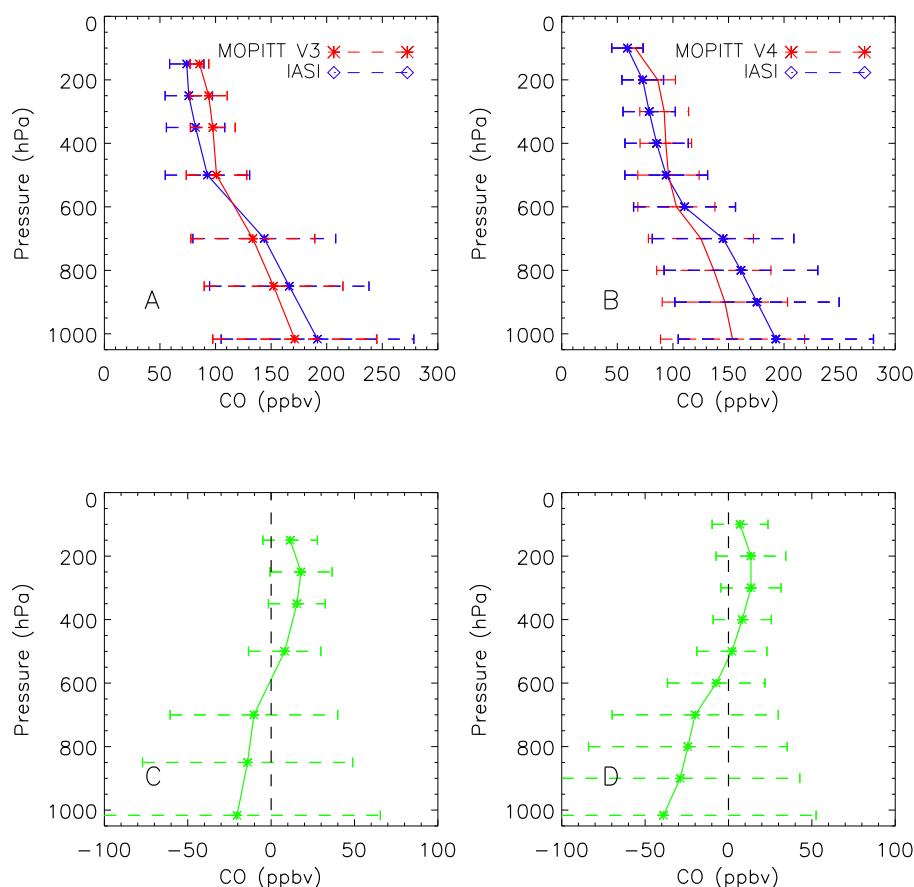 0
200
400
600
800
1000
Pressure (hPa)
MOPITT V3
IASI
A
0 50 100 150 200 250 300
CO (ppbv)
0
200
400
600
800
1000
Pressure (hPa)
MOPITT V4
IASI
B
0 50 100 150 200 250 300
CO (ppbv)
0
200
400
600
800
1000
Pressure (hPa)
C
−100 −50 0 50 100
CO (ppbv)
0
200
400
600
800
1000
Pressure (hPa)
D
−100 −50 0 50 100
CO (ppbv)